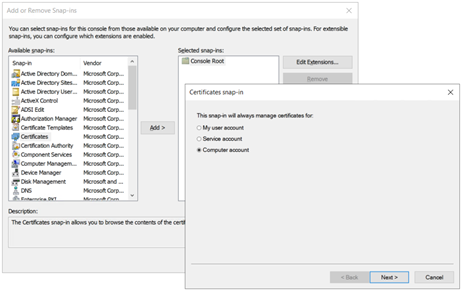 Add or Remove Snap-ins
You can select snap-ins for this console from those available on your computer and configure the selected set of snap-ins. For extensible
snap-ins, you can configure which extensions are enabled.
Available snap-ins:
Snap-in Vendor
Active Directory Dom... Microsoft Corp...
Active Directory Sites... Microsoft Corp...
Active Directory User... Microsoft Corp...
ActiveX Control Microsoft Corp...
ADSI Edit Microsoft Corp...
Authorization Manager Microsoft Corp...
Certificate Templates Microsoft Corp...
Certificates Microsoft Corp...
Certification Authority Microsoft Corp...
Component Services Microsoft Corp...
Computer Managem... Microsoft Corp...
Device Manager Microsoft Corp...
Disk Management Microsoft and ...
DNS Microsoft Corp...
Enterprise PKI Microsoft Corp...
Add >
Selected snap-ins:
Console Root
Edit Extensions...
Remove
Description:
The Certificates snap-in allows you to browse the contents of the certif
Certificates snap-in
This snap-in will always manage certificates for:
My user account
Service account
Computer account
< Back
Next >
Cancel